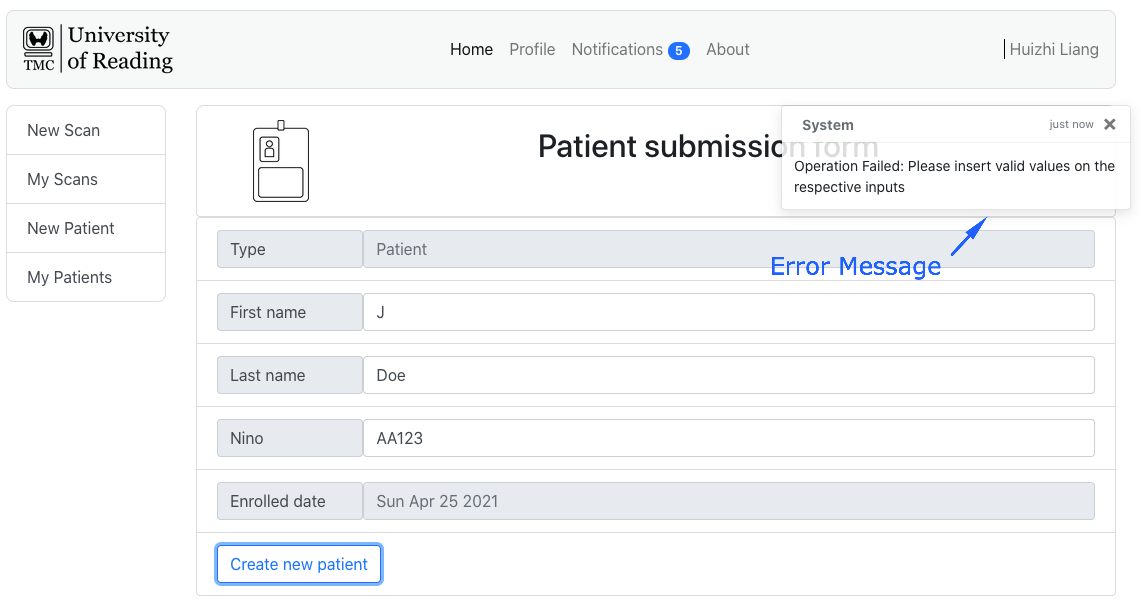 University
of Reading
TMC
Home Profile Notifications 5 About
Huizhi Liang
New Scan
My Scans
New Patient
My Patients
Patient submission form
System just now
Operation Failed: Please insert valid values on the
respective inputs
Error Message
Type Patient
First name J
Last name Doe
Nino AA123
Enrolled date Sun Apr 25 2021
Create new patient